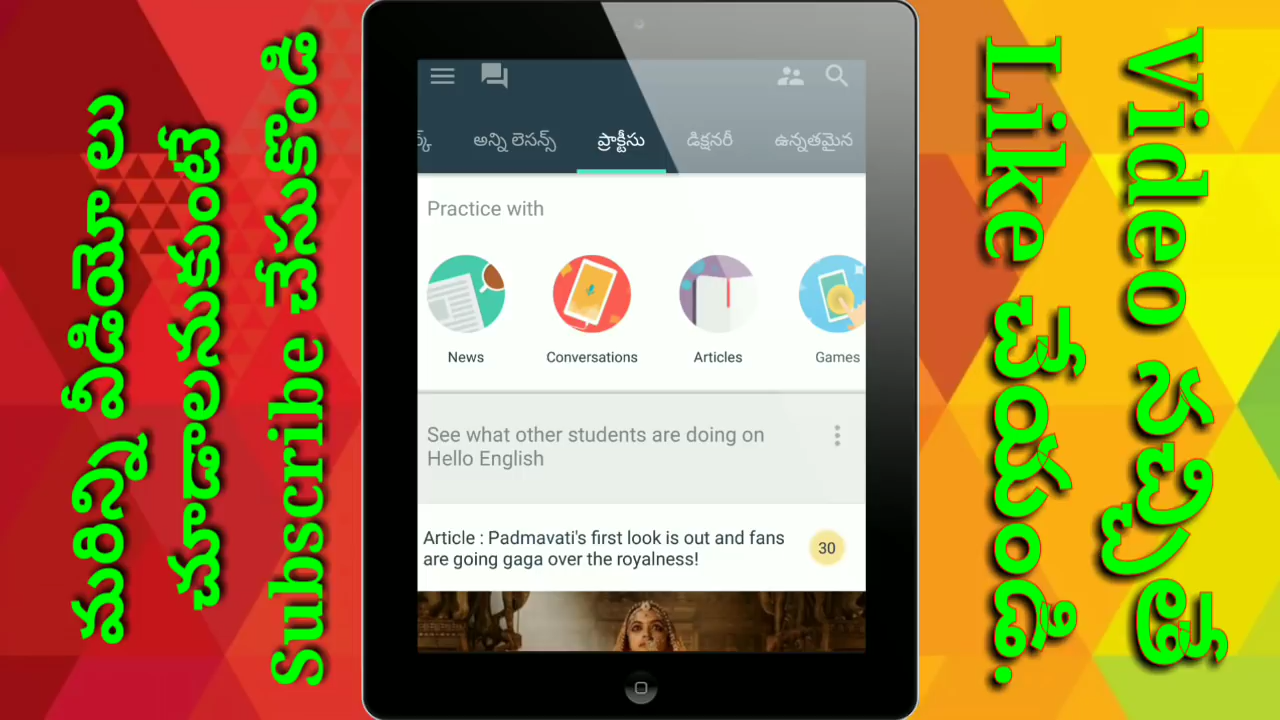 మరిన్ని వీడియోలు
చూడాలనుకుంటే
Subscribe చేసుకోండి
్క్
అన్ని లెసన్స్
ప్రాక్టీసు
డిక్షనరీ
ఉన్నతమైన
Practice with
News
Conversations
Articles
Games
See what other students are doing on
Hello English
Article : Padmavati's first look is out and fans
are going gaga over the royalness!
30
Video నచ్చితే
Like చేయండి.